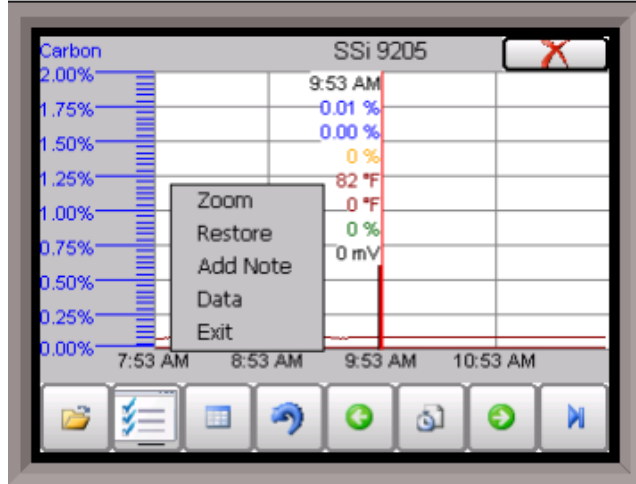 Carbon
SSi 9205
2.00%
9:53 AM
1.75%
0.01 %
1.50%
0.00 %
0 %
1.25%
82 °F
Zoom
1.00%
0 °F
Restore
0 %
0.75%
0 mV
Add Note
0.50%
Data
0.25%
Exit
0.00%
7:53 AM 8:53 AM 9:53 AM 10:53 AM